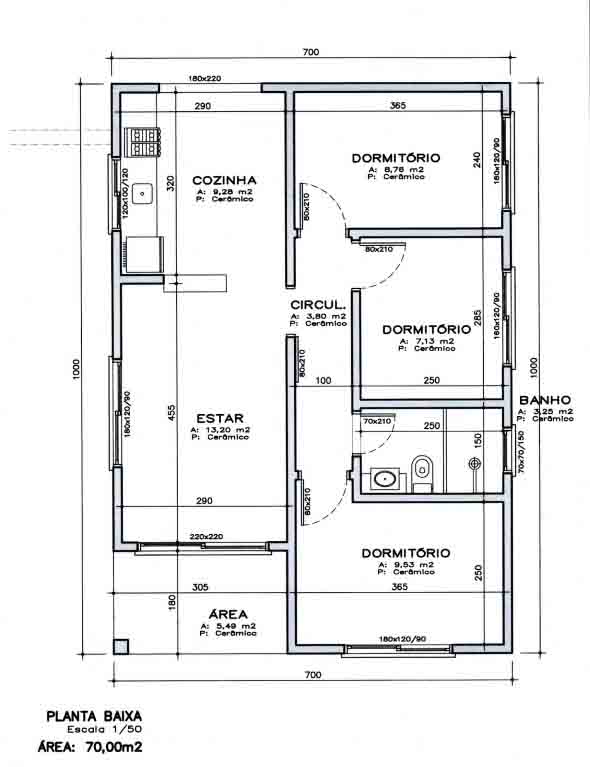 700
180x220
290
365
COZINHA
A: 9,28 m2
P: Cerâmico
320
120x100/120
DORMITÓRIO
A: 8,76 m2
P: Cerâmico
240
180x120/90
80x210
80x210
CIRCUL.
A: 3,80 m2
P: Cerâmico
80x210
100
DORMITÓRIO
A: 7,13 m2
P: Cerâmico
285
180x120/90
250
1000
1000
180x120/90
455
ESTAR
A: 13,20 m2
P: Cerâmico
290
220x220
BANHO
A: 3,25 m2
P: Cerâmico
70x210
250
150
70x70/150
80x210
DORMITÓRIO
A: 9,53 m2
P: Cerâmico
365
250
180x120/90
305
180
ÁREA
A: 5,49 m2
P: Cerâmico
700
PLANTA BAIXA
Escala 1/50
ÁREA: 70,00m2